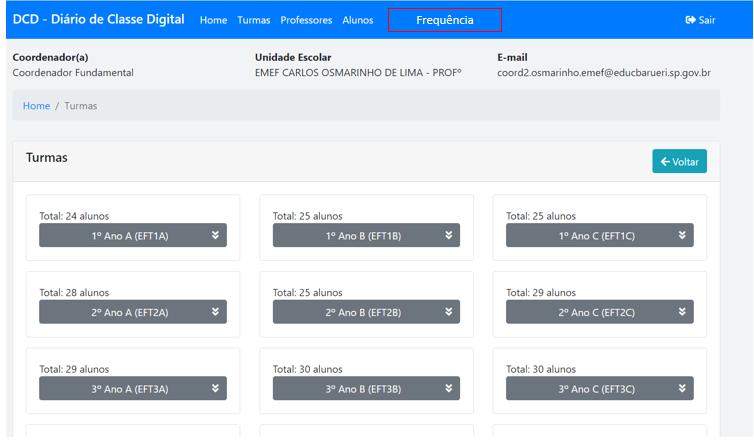 DCD - Diário de Classe Digital Home Turmas Professores Alunos Frequência Sair
Coordenador(a) Unidade Escolar E-mail
Coordenador Fundamental EMEF CARLOS OSMARINHO DE LIMA - PROFº coord2.osmarinho.emef@educbarueri.sp.gov.br
Home / Turmas
Turmas Voltar
Total: 24 alunos Total: 25 alunos Total: 25 alunos
1º Ano A (EFT1A) 1º Ano B (EFT1B) 1º Ano C (EFT1C)
Total: 28 alunos Total: 25 alunos Total: 29 alunos
2º Ano A (EFT2A) 2º Ano B (EFT2B) 2º Ano C (EFT2C)
Total: 29 alunos Total: 30 alunos Total: 30 alunos
3º Ano A (EFT3A) 3º Ano B (EFT3B) 3º Ano C (EFT3C)